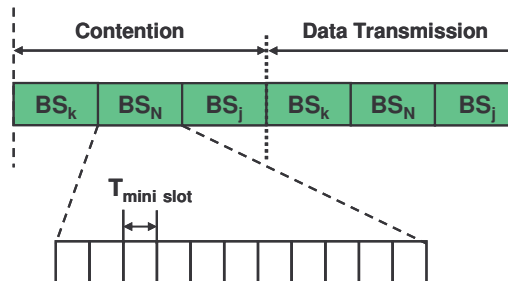 Contention Data Transmission
BSk BSN BSj BSk BSN BSj
Tmini slot